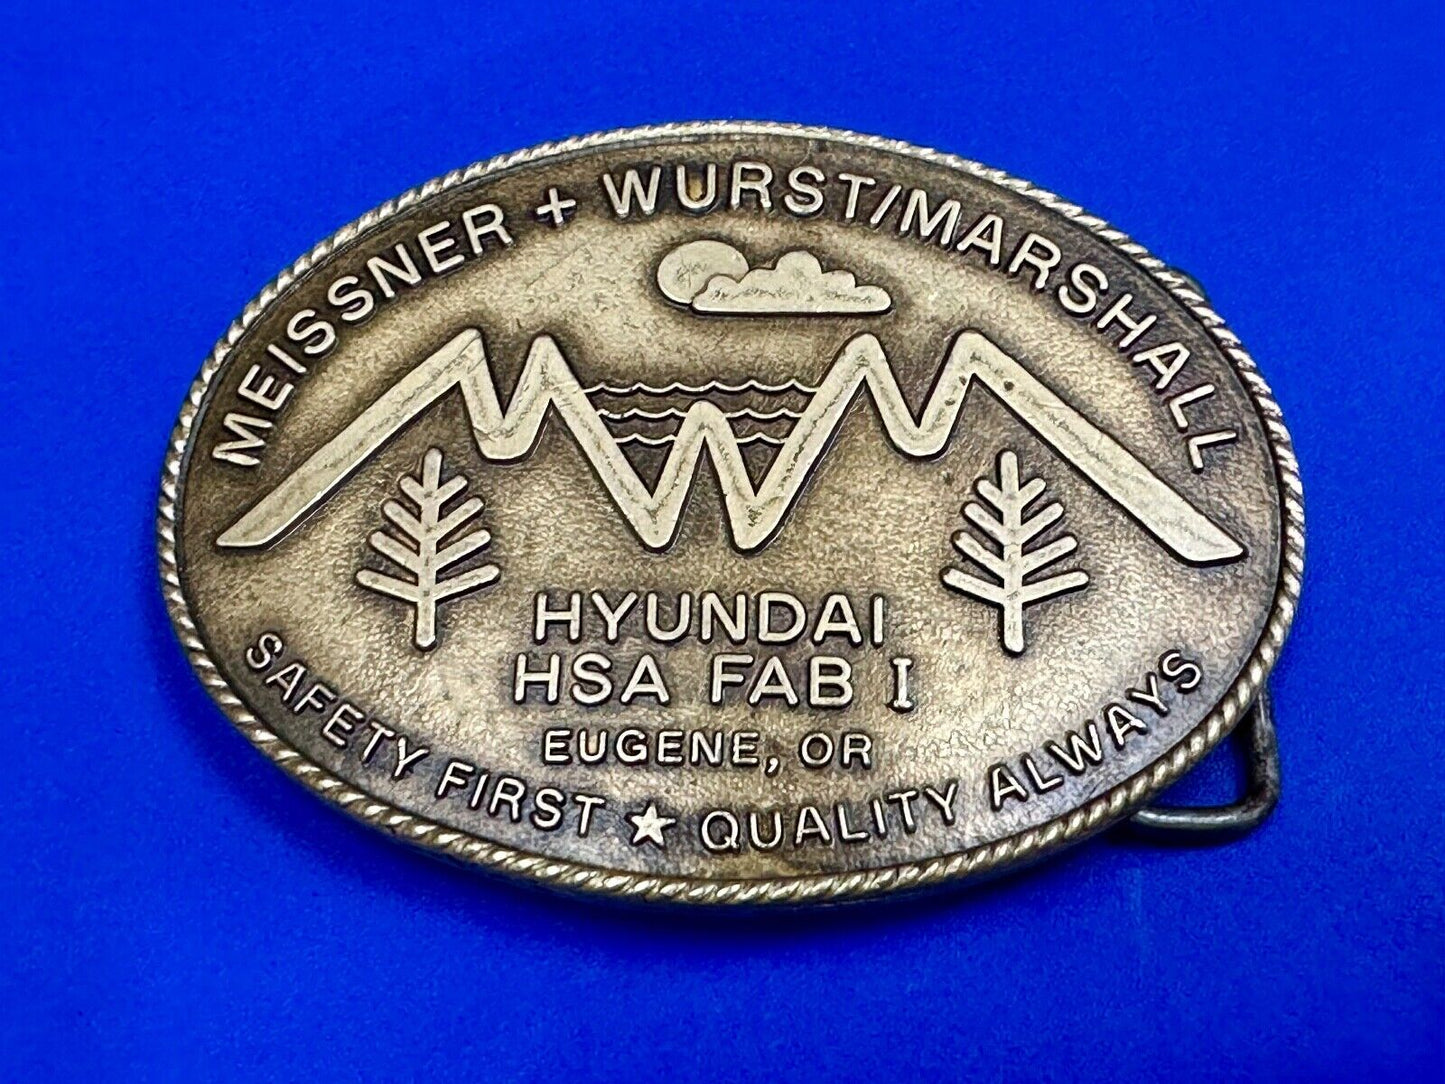 MEISSNER + WURST/MARSHALL
HYUNDAI
HSA FAB I
EUGENE, OR
SAFETY FIRST ★ QUALITY ALWAYS